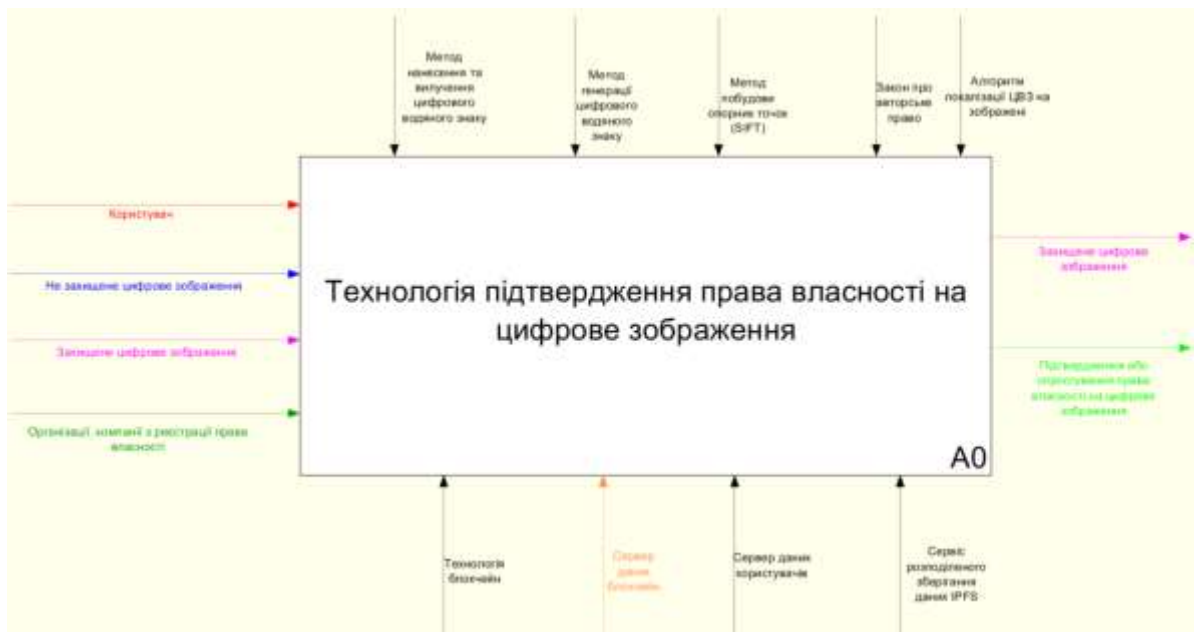 Метод
нанесення та
вилучення
цифрового
водяного знаку
Метод
генерації
цифрового
водяного
знаку
Метод
побудови
опорних точок
(SIFT)
Закон про
авторське
право
Алгоритм
локалізації ЦВЗ на
зображені
Користувач
Не захищене цифрове зображення
Захищене цифрове зображення
Організації, компанії з реєстрації права
власності
Технологія підтвердження права власності на
цифрове зображення
A0
Захищене цифрове
зображення
Підтвердження або
спростування права
власності на цифрове
зображення
Технологія
блокчейн
Сервер
даних
блокчейн
Сервер даних
користувачів
Сервіс
розподіленого
зберігання
даних IPFS